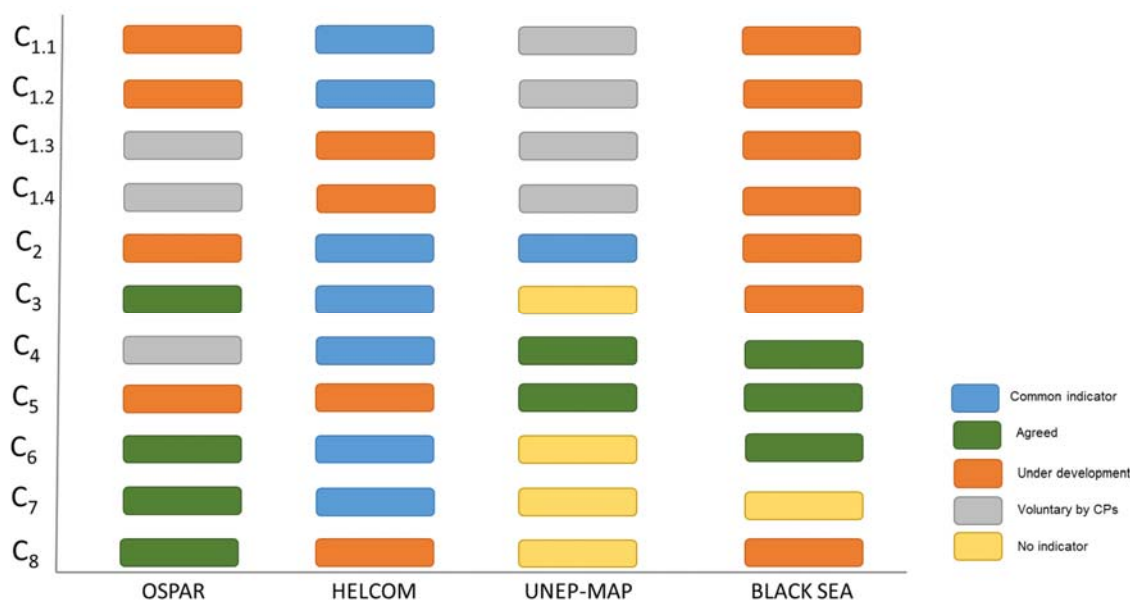 C1.1
C1.2
C1.3
C1.4
C2
C3
C4
C5
C6
C7
C8
OSPAR HELCOM UNEP-MAP BLACK SEA
Common indicator
Agreed
Under development
Voluntary by CPs
No indicator